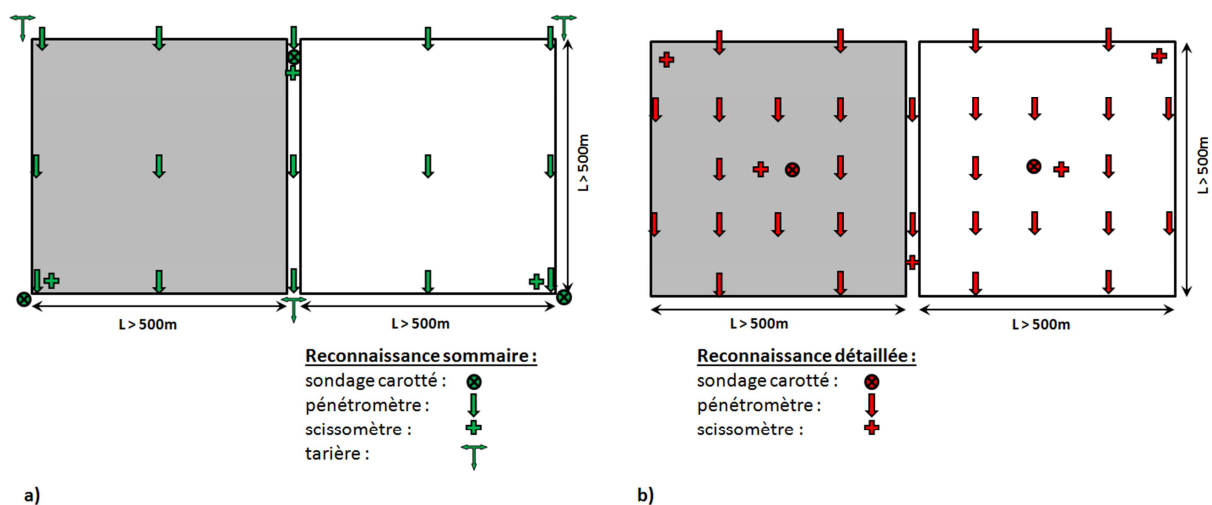 L > 500m
L > 500m
L > 500m
L > 500m
L > 500m
L > 500m
Reconnaissance sommaire :
sondage carotté :
pénétromètre :
scissomètre :
tarière :
Reconnaissance détaillée :
sondage carotté :
pénétromètre :
scissomètre :
a)
b)